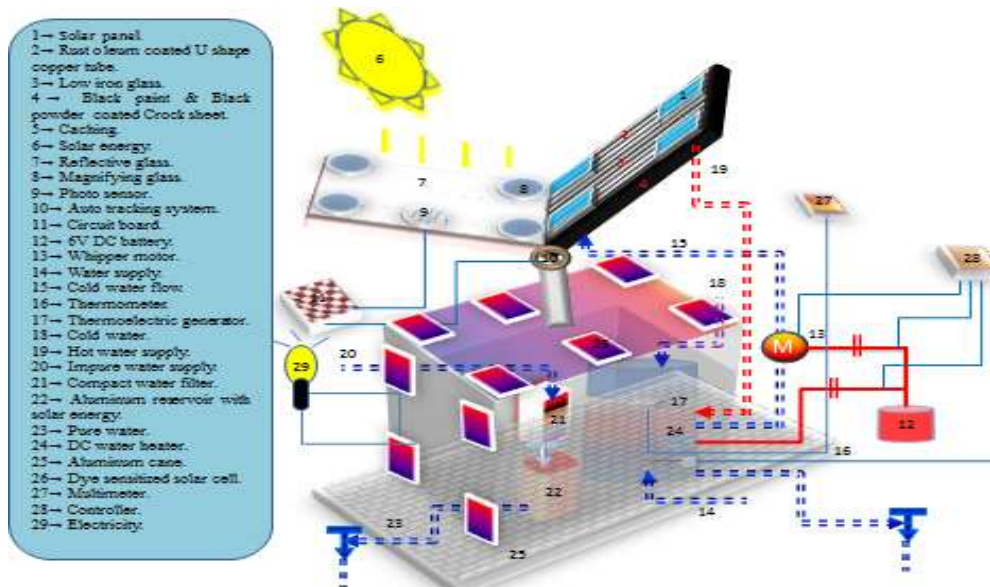 1→ Solar panel.
2→ Rust oleum coated U shape
copper tube.
3→ Low iron glass.
4→ Black paint & Black
powder coated Crock sheet.
5→ Caching.
6→ Solar energy.
7→ Reflective glass.
8→ Magnifying glass.
9→ Photo sensor.
10→ Auto tracking system.
11→ Circuit board.
12→ 6V DC battery.
13→ Whipper motor.
14→ Water supply.
15→ Cold water flow.
16→ Thermometer.
17→ Thermoelectric generator.
18→ Cold water.
19→ Hot water supply.
20→ Impure water supply.
21→ Compact water filter.
22→ Aluminum reservoir with
solar energy.
23→ Pure water.
24→ DC water heater.
25→ Aluminum cane.
26→ Dye sensitized solar cell.
27→ Multimeter.
28→ Controller.
29→ Electricity.
6
1
2
3
4
7
8
9
10
19
27
15
28
18
M
13
29
20
21
17
24
12
16
22
14
23
25